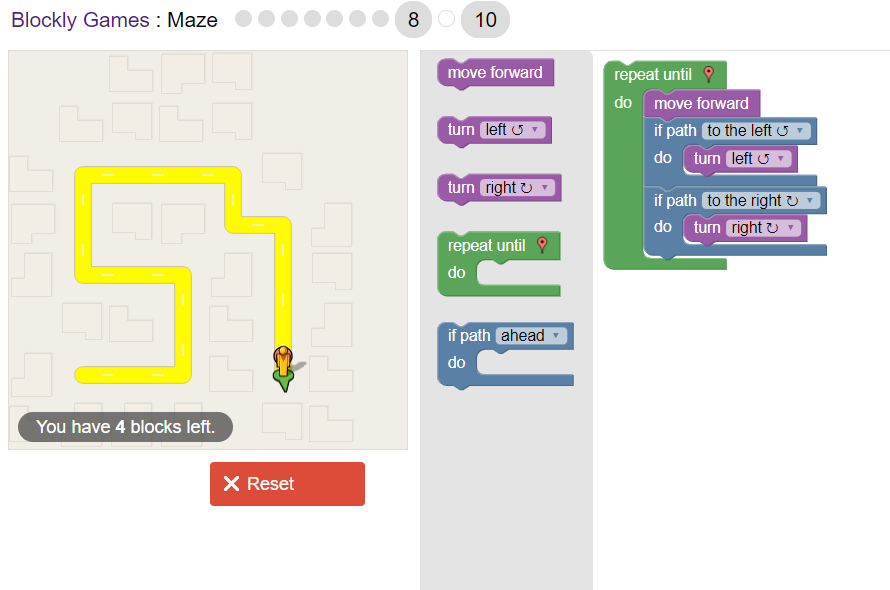 Blockly Games : Maze 8 10
move forward
turn left ↺ ▾
turn right ↻ ▾
repeat until
do
if path ahead ▾
do
repeat until
do move forward
if path to the left ↺ ▾
do turn left ↺ ▾
if path to the right ↻ ▾
do turn right ↻ ▾
You have 4 blocks left.
Reset